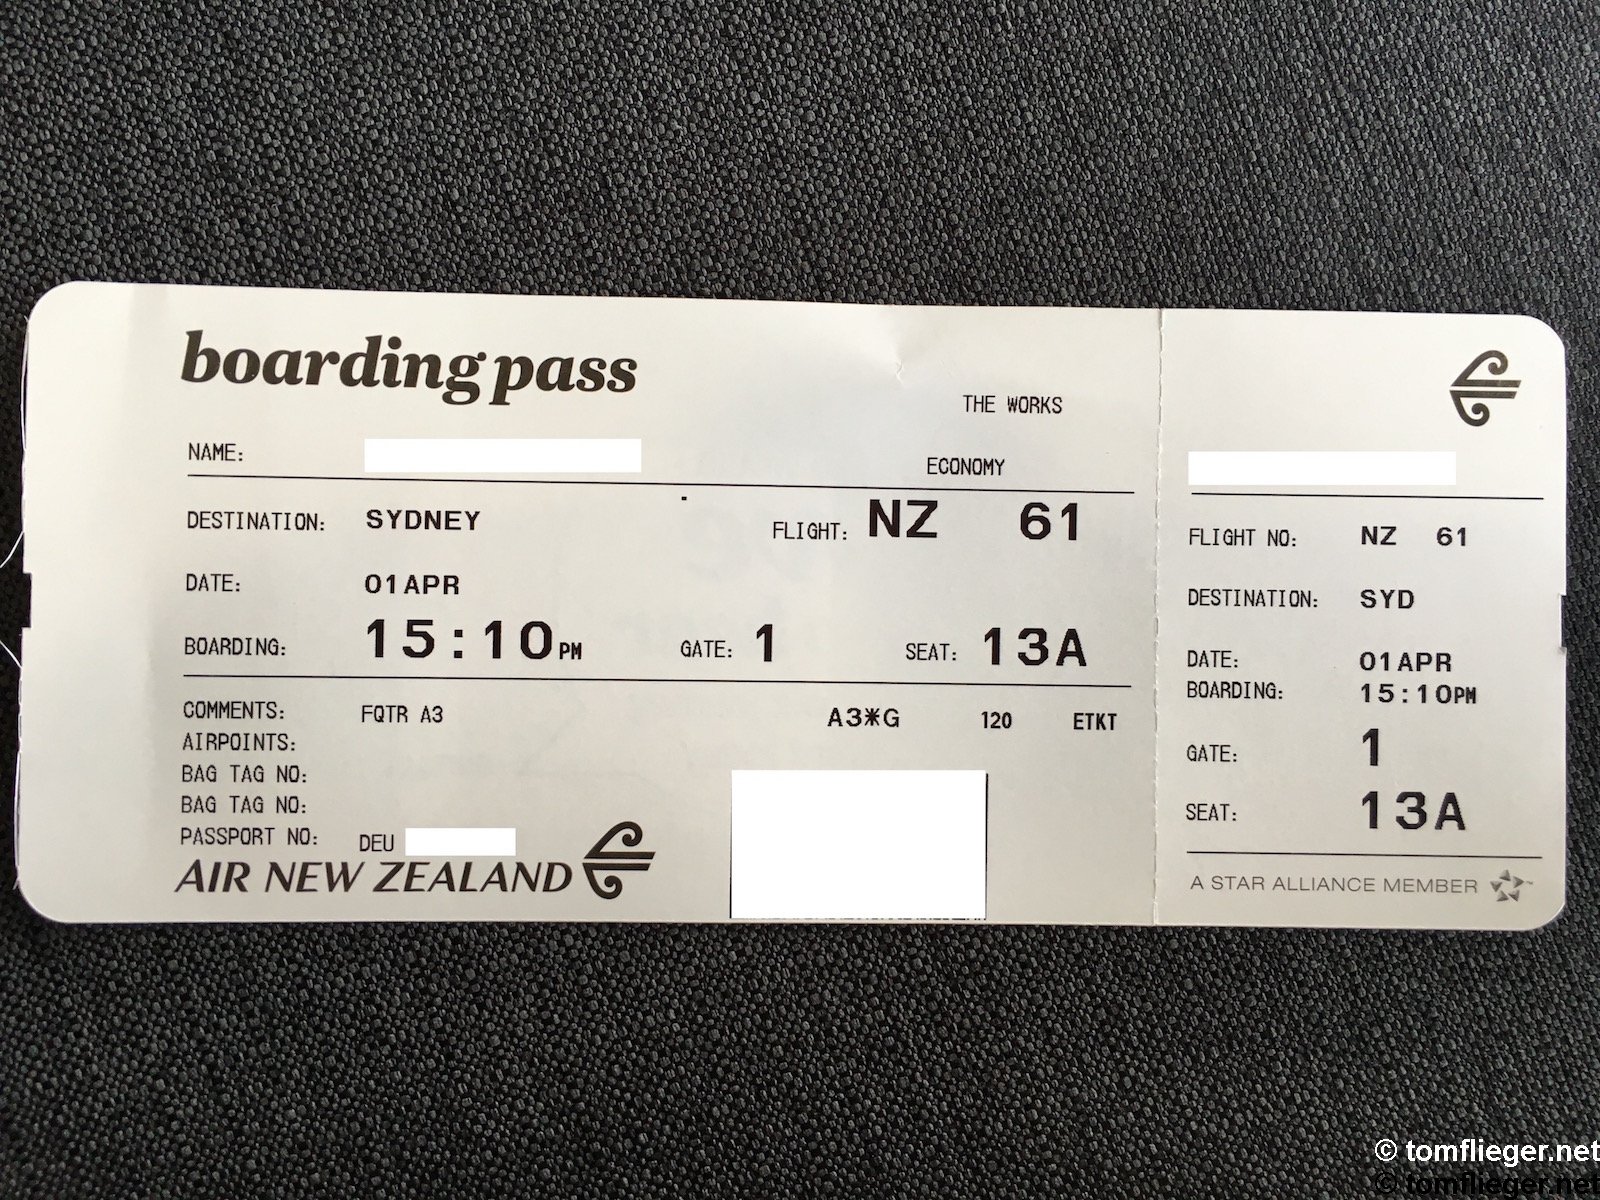 boarding pass
THE WORKS
NAME:
ECONOMY
DESTINATION: SYDNEY FLIGHT: NZ 61
DATE: 01APR
BOARDING: 15:10PM GATE: 1 SEAT: 13A
COMMENTS: FQTR A3 A3*G 120 ETKT
AIRPOINTS:
BAG TAG NO:
BAG TAG NO:
PASSPORT NO: DEU
AIR NEW ZEALAND
FLIGHT NO: NZ 61
DESTINATION: SYD
DATE: 01APR
BOARDING: 15:10PM
GATE: 1
SEAT: 13A
A STAR ALLIANCE MEMBER
© tomflieger.net
© tomflieger.net